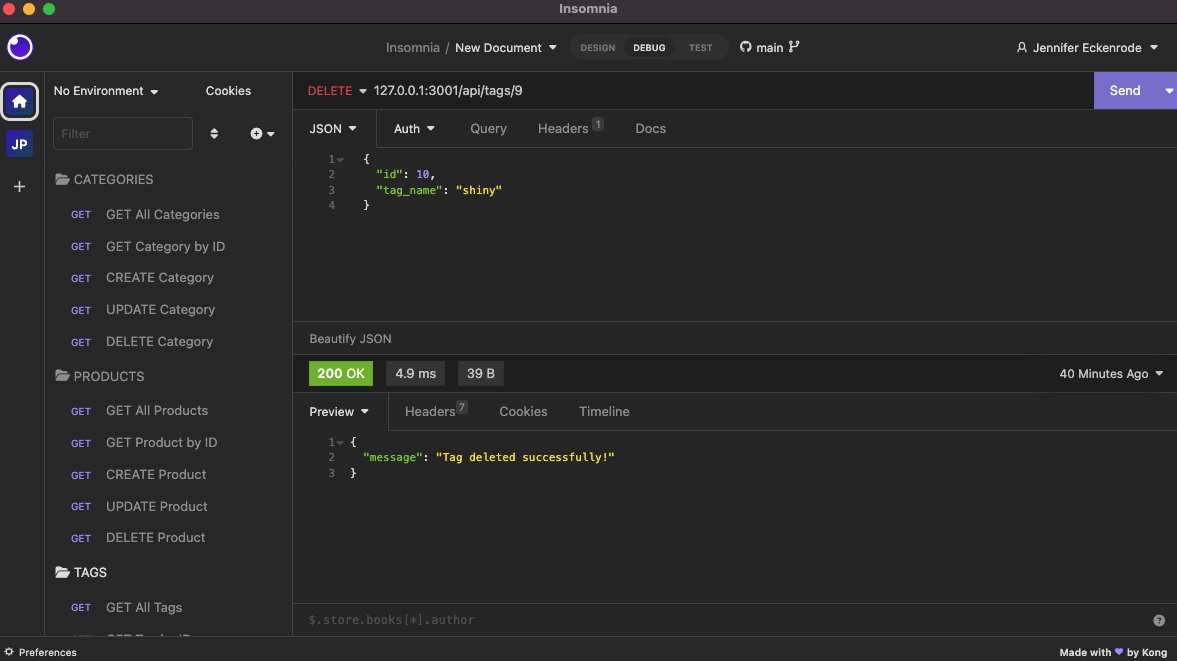 Insomnia
Insomnia / New Document
DESIGN DEBUG TEST
main
Jennifer Eckenrode
JP
No Environment
Cookies
Filter
CATEGORIES
GET GET All Categories
GET GET Category by ID
GET CREATE Category
GET UPDATE Category
GET DELETE Category
PRODUCTS
GET GET All Products
GET GET Product by ID
GET CREATE Product
GET UPDATE Product
GET DELETE Product
TAGS
GET GET All Tags
DELETE 127.0.0.1:3001/api/tags/9
Send
JSON Auth Query Headers 1 Docs
1 {
2 "id": 10,
3 "tag_name": "shiny"
4 }
Beautify JSON
200 OK 4.9 ms 39 B
40 Minutes Ago
Preview Headers 7 Cookies Timeline
1 {
2 "message": "Tag deleted successfully!"
3 }
$.store.books[*].author
Preferences
Made with 💜 by Kong